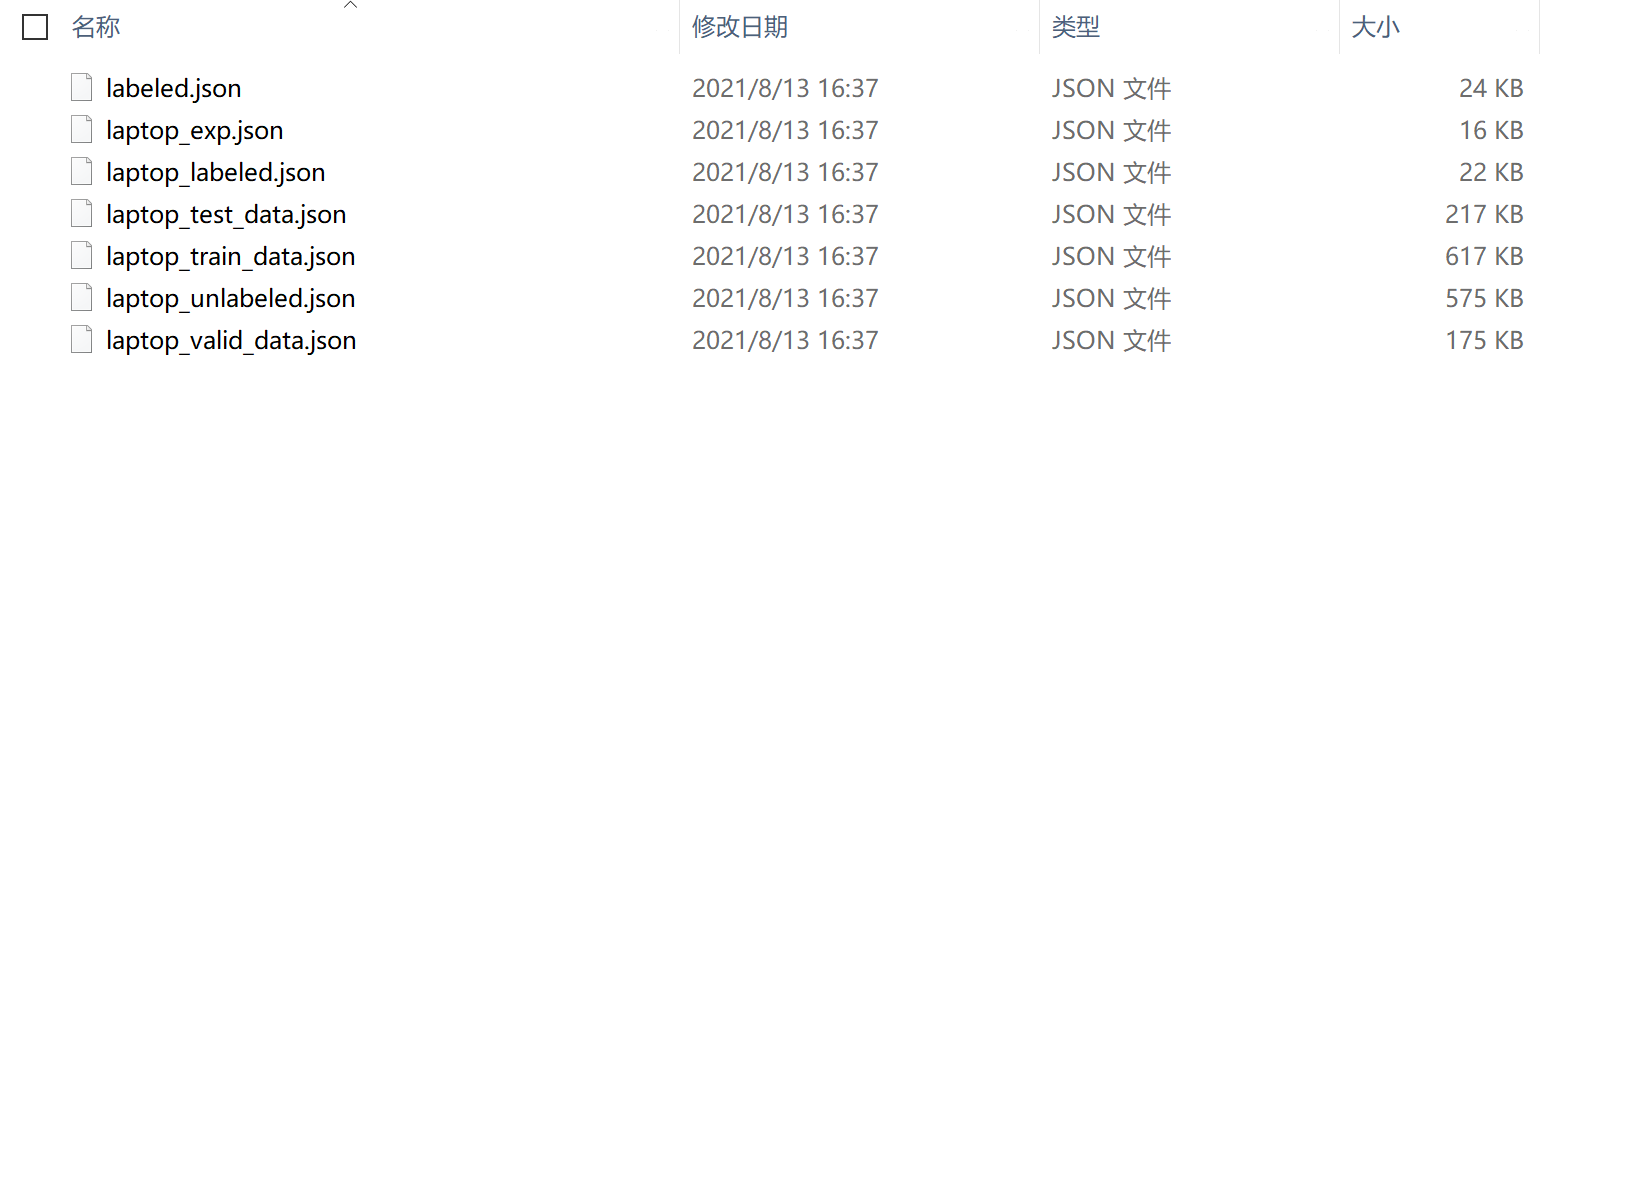 名称 修改日期 类型 大小
labeled.json 2021/8/13 16:37 JSON 文件 24 KB
laptop_exp.json 2021/8/13 16:37 JSON 文件 16 KB
laptop_labeled.json 2021/8/13 16:37 JSON 文件 22 KB
laptop_test_data.json 2021/8/13 16:37 JSON 文件 217 KB
laptop_train_data.json 2021/8/13 16:37 JSON 文件 617 KB
laptop_unlabeled.json 2021/8/13 16:37 JSON 文件 575 KB
laptop_valid_data.json 2021/8/13 16:37 JSON 文件 175 KB